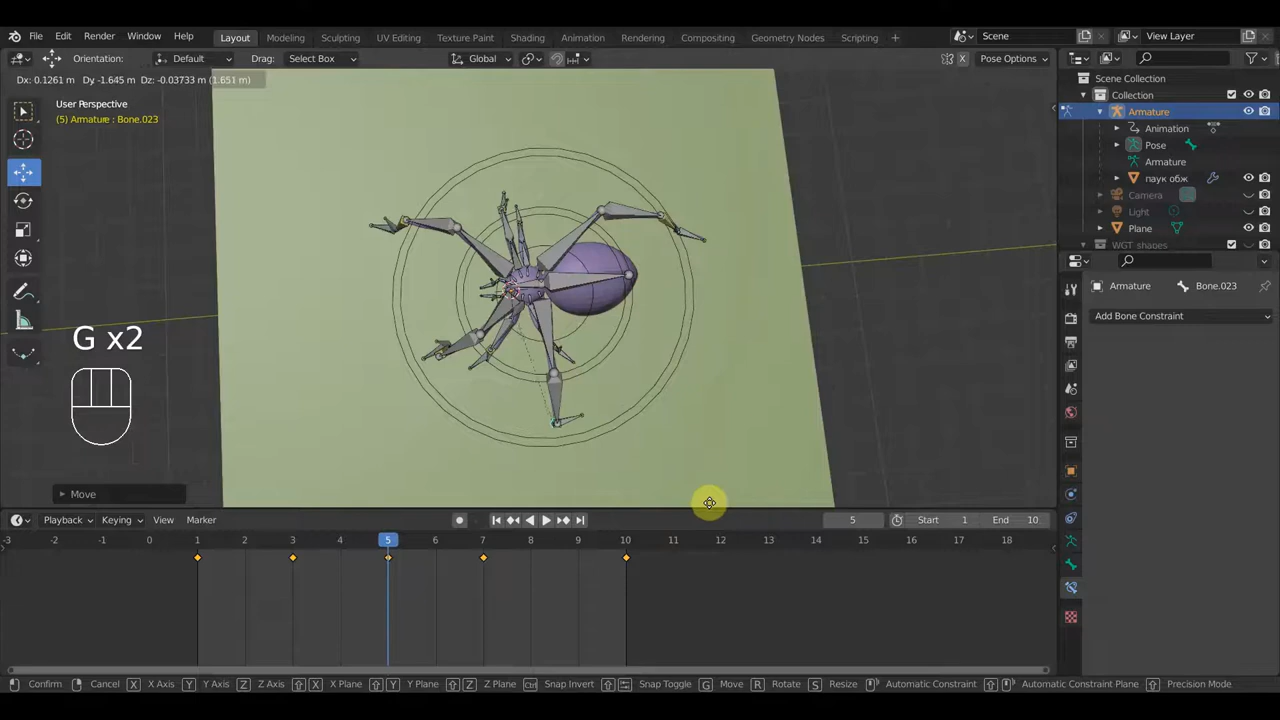 File Edit Render Window Help Layout Modeling Sculpting UV Editing Texture Paint Shading Animation Rendering Compositing Geometry Nodes Scripting + Scene View Layer
Orientation: Default Drag: Select Box Global X Pose Options
Dx: 0.1261 m Dy: -1.645 m Dz: -0.03733 m (1.651 m)
Scene Collection
User Perspective
Collection
(5) Armature : Bone.023
Armature
Animation
Pose
Armature
паук обж
Camera
Light
Plane
WGT_shapes
Armature Bone.023
Add Bone Constraint
G x2
Move
Playback Keying View Marker 5 Start 1 End 10
-3 -2 -1 0 1 2 3 4 5 6 7 8 9 10 11 12 13 14 15 16 17 18
Confirm Cancel X X Axis Y Y Axis Z Z Axis X X Plane Y Y Plane Z Z Plane Ctrl Snap Invert Snap Toggle G Move R Rotate S Resize Automatic Constraint Automatic Constraint Plane Precision Mode